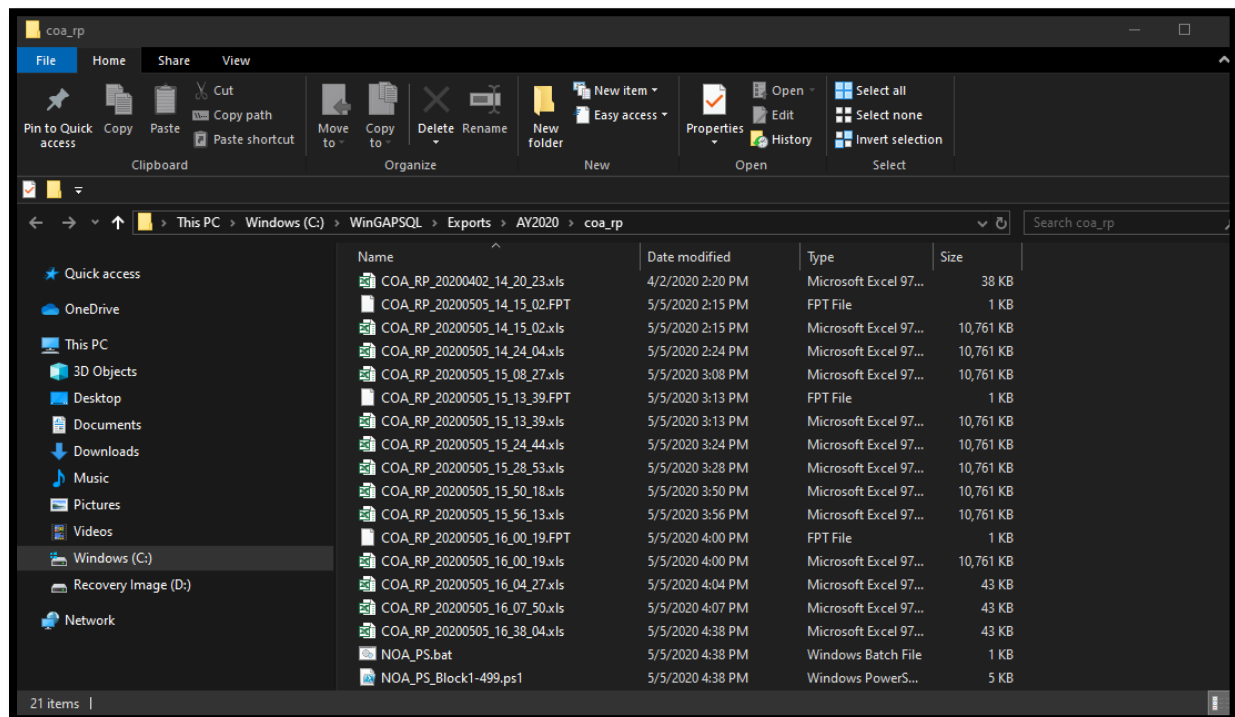 coa_rp
File Home Share View
Pin to Quick access
Copy
Paste
Cut
Copy path
Paste shortcut
Clipboard
Move to
Copy to
Delete
Rename
Organize
New folder
New item
Easy access
New
Properties
Open
Edit
History
Open
Select all
Select none
Invert selection
Select
This PC > Windows (C:) > WinGAPSQL > Exports > AY2020 > coa_rp
Search coa_rp
Quick access
OneDrive
This PC
3D Objects
Desktop
Documents
Downloads
Music
Pictures
Videos
Windows (C:)
Recovery Image (D:)
Network
Name Date modified Type Size
COA_RP_20200402_14_20_23.xls 4/2/2020 2:20 PM Microsoft Excel 97... 38 KB
COA_RP_20200505_14_15_02.FPT 5/5/2020 2:15 PM FPT File 1 KB
COA_RP_20200505_14_15_02.xls 5/5/2020 2:15 PM Microsoft Excel 97... 10,761 KB
COA_RP_20200505_14_24_04.xls 5/5/2020 2:24 PM Microsoft Excel 97... 10,761 KB
COA_RP_20200505_15_08_27.xls 5/5/2020 3:08 PM Microsoft Excel 97... 10,761 KB
COA_RP_20200505_15_13_39.FPT 5/5/2020 3:13 PM FPT File 1 KB
COA_RP_20200505_15_13_39.xls 5/5/2020 3:13 PM Microsoft Excel 97... 10,761 KB
COA_RP_20200505_15_24_44.xls 5/5/2020 3:24 PM Microsoft Excel 97... 10,761 KB
COA_RP_20200505_15_28_53.xls 5/5/2020 3:28 PM Microsoft Excel 97... 10,761 KB
COA_RP_20200505_15_50_18.xls 5/5/2020 3:50 PM Microsoft Excel 97... 10,761 KB
COA_RP_20200505_15_56_13.xls 5/5/2020 3:56 PM Microsoft Excel 97... 10,761 KB
COA_RP_20200505_16_00_19.FPT 5/5/2020 4:00 PM FPT File 1 KB
COA_RP_20200505_16_00_19.xls 5/5/2020 4:00 PM Microsoft Excel 97... 10,761 KB
COA_RP_20200505_16_04_27.xls 5/5/2020 4:04 PM Microsoft Excel 97... 43 KB
COA_RP_20200505_16_07_50.xls 5/5/2020 4:07 PM Microsoft Excel 97... 43 KB
COA_RP_20200505_16_38_04.xls 5/5/2020 4:38 PM Microsoft Excel 97... 43 KB
NOA_PS.bat 5/5/2020 4:38 PM Windows Batch File 1 KB
NOA_PS_Block1-499.ps1 5/5/2020 4:38 PM Windows PowerS... 5 KB
21 items